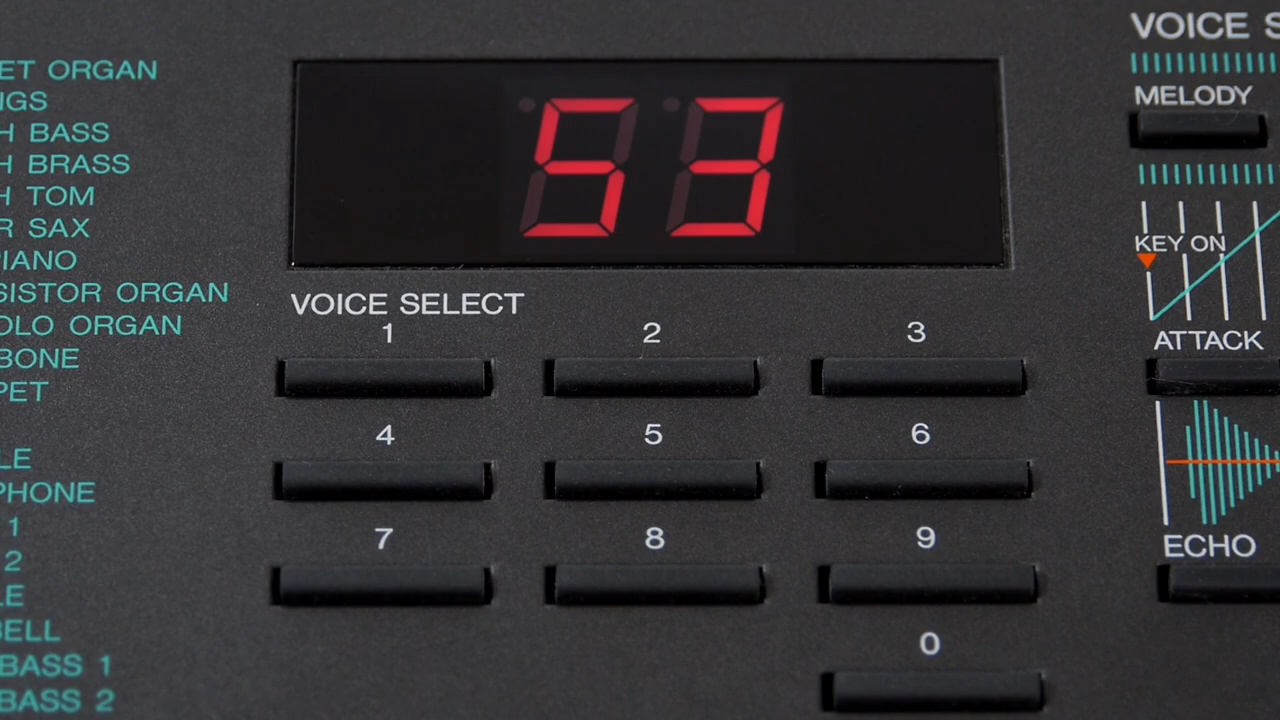 ET ORGAN
NGS
H BASS
H BRASS
H TOM
R SAX
IANO
SISTOR ORGAN
OLO ORGAN
BONE
PET
LE
PHONE
1
2
LE
BELL
BASS 1
BASS 2
53
VOICE SELECT
1 2 3
4 5 6
7 8 9
0
VOICE S
MELODY
KEY ON
ATTACK
ECHO